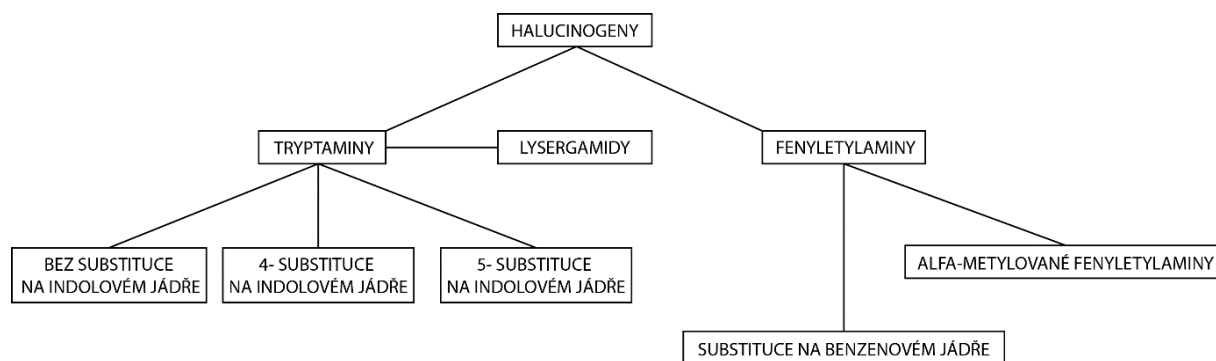 HALUCINOGENY
TRYPTAMINY
LYSERGAMIDY
FENYLETYLAMINY
BEZ SUBSTITUCE
NA INDOLOVÉM JÁDŘE
4- SUBSTITUCE
NA INDOLOVÉM JÁDŘE
5- SUBSTITUCE
NA INDOLOVÉM JÁDŘE
ALFA-METYLOVANÉ FENYLETYLAMINY
SUBSTITUCE NA BENZENOVÉM JÁDŘE